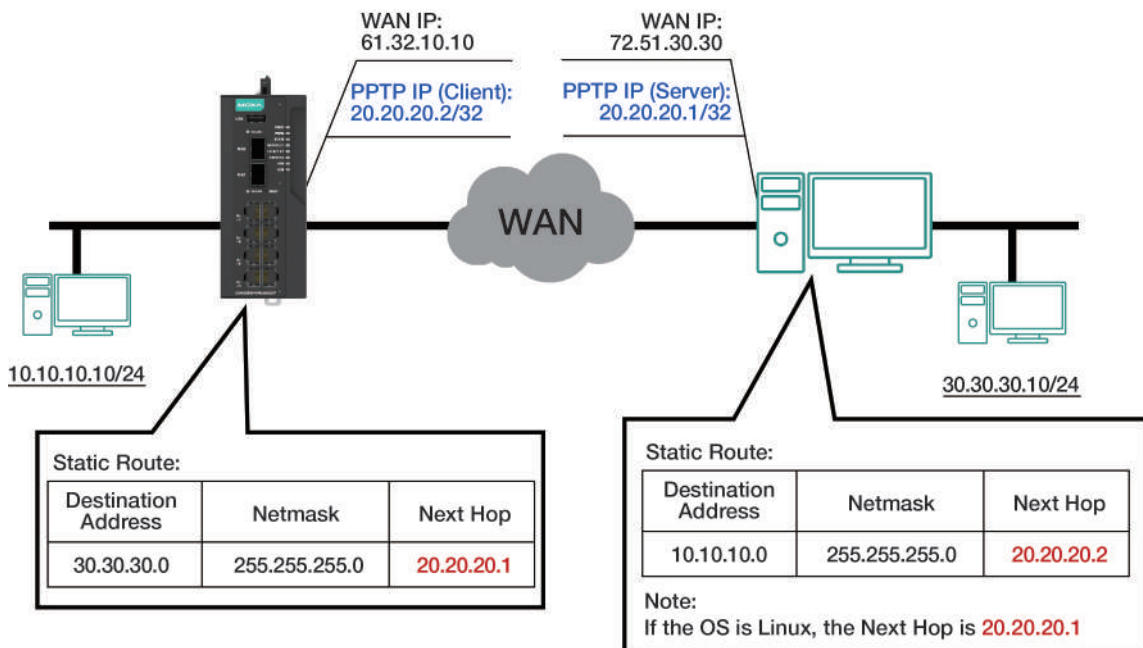 WAN IP:
61.32.10.10
PPTP IP (Client):
20.20.20.2/32
WAN IP:
72.51.30.30
PPTP IP (Server):
20.20.20.1/32
MOXA
WAN
10.10.10.10/24
30.30.30.10/24
Static Route:
Destination
Address
Netmask
Next Hop
30.30.30.0
255.255.255.0
20.20.20.1
Static Route:
Destination
Address
Netmask
Next Hop
10.10.10.0
255.255.255.0
20.20.20.2
Note:
If the OS is Linux, the Next Hop is 20.20.20.1